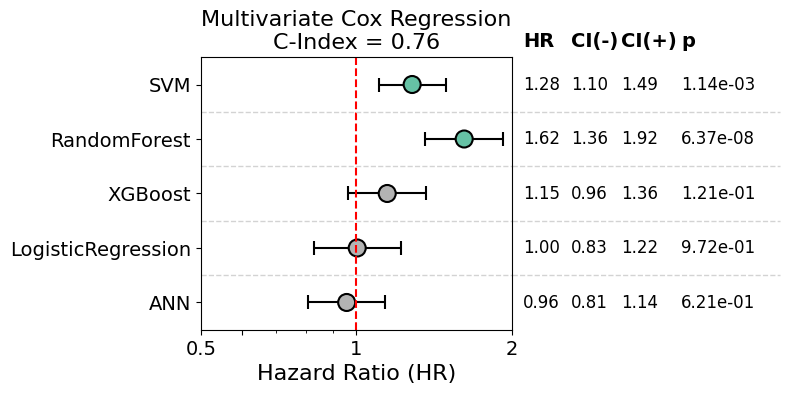 Multivariate Cox Regression
C-Index = 0.76
HR CI(-) CI(+) p
SVM 1.28 1.10 1.49 1.14e-03
RandomForest 1.62 1.36 1.92 6.37e-08
XGBoost 1.15 0.96 1.36 1.21e-01
LogisticRegression 1.00 0.83 1.22 9.72e-01
ANN 0.96 0.81 1.14 6.21e-01
0.5 1 2
Hazard Ratio (HR)